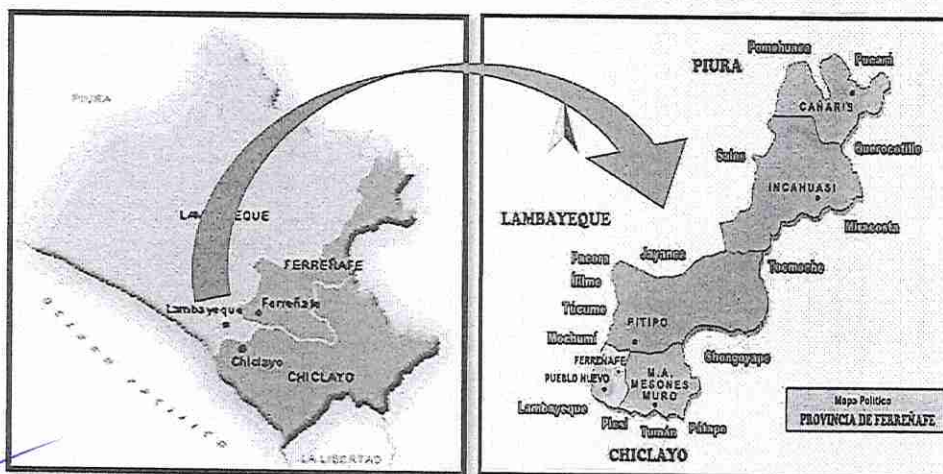 PIURA
LAMBAYEQUE
FERREÑAFE
Lambayeque
Ferreñafe
Chiclayo
CHICLAYO
OCEANO PACIFICO
LA LIBERTAD
PIURA
Pomahuaca
Pucará
CAÑARIS
Salas
Querocotillo
INCAHUASI
Miracosta
LAMBAYEQUE
Pacora
Jayanca
Tocmoche
Íllimo
Túcume
PITIPO
Mochumí
Chongoyape
FERREÑAFE
M.A.
MESONES
MURO
PUEBLO NUEVO
Lambayeque
Picsi
Tumán
Pátapo
CHICLAYO
Mapa Político
PROVINCIA DE FERREÑAFE